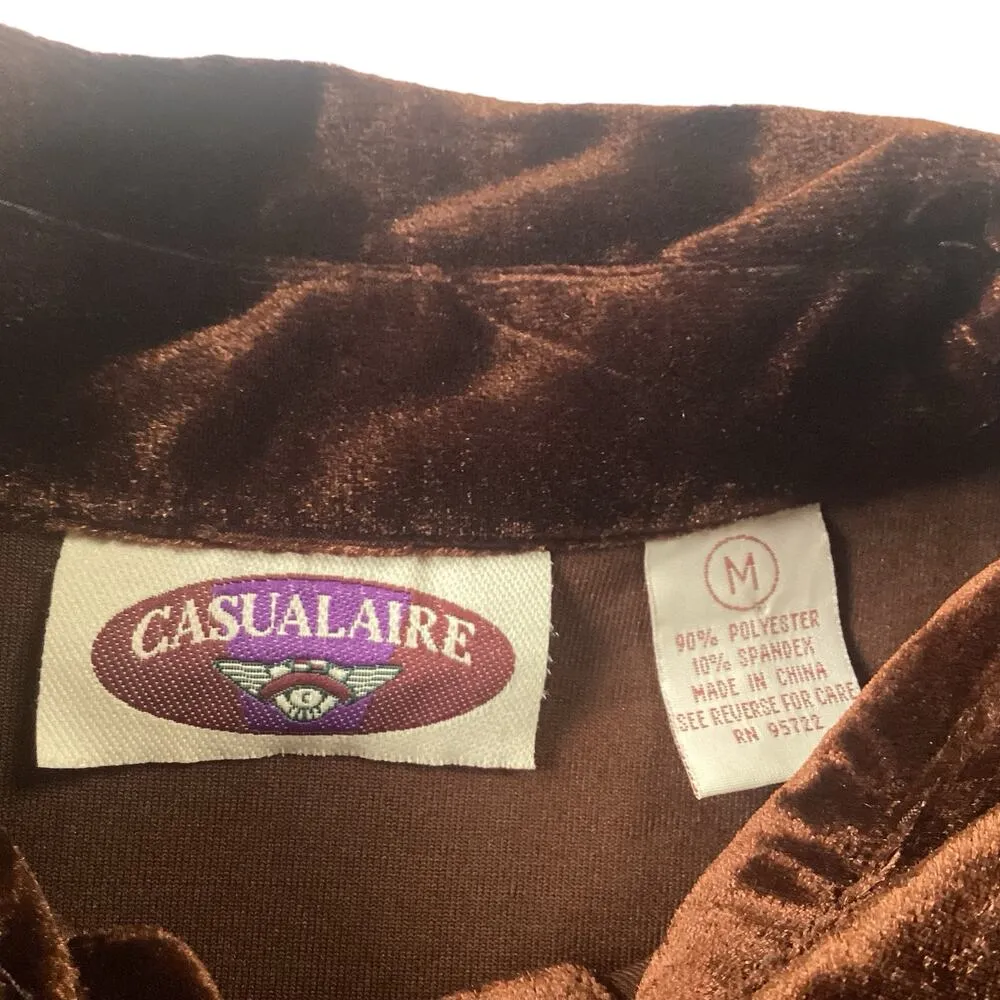 CASUALAIRE
C
M
90% POLYESTER
10% SPANDEX
MADE IN CHINA
SEE REVERSE FOR CARE
RN 95722